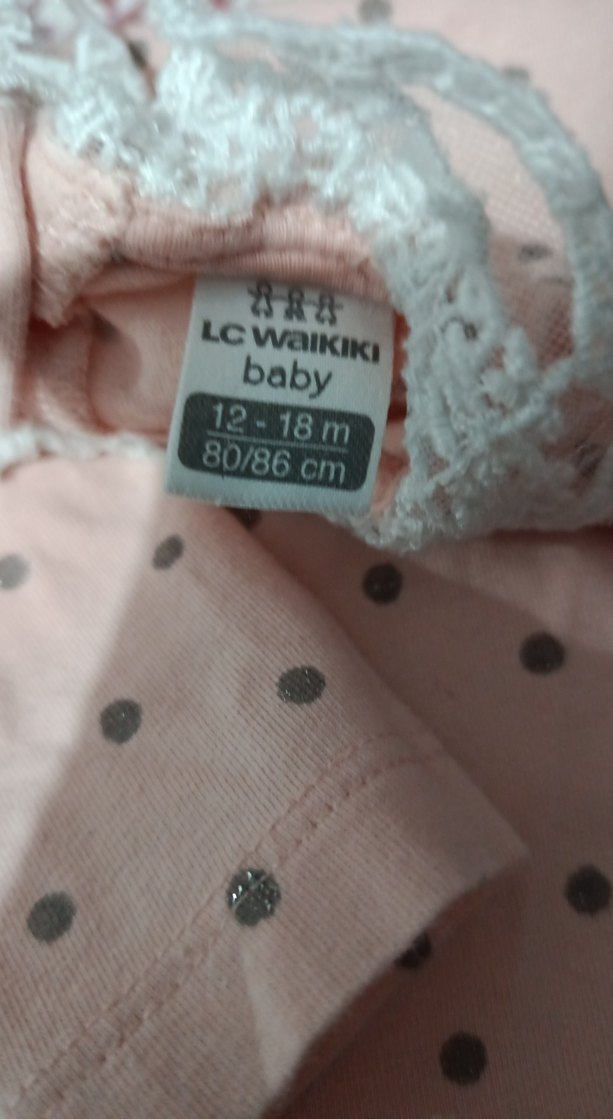 LC WAIKIKI
baby
12 - 18 m
80/86 cm